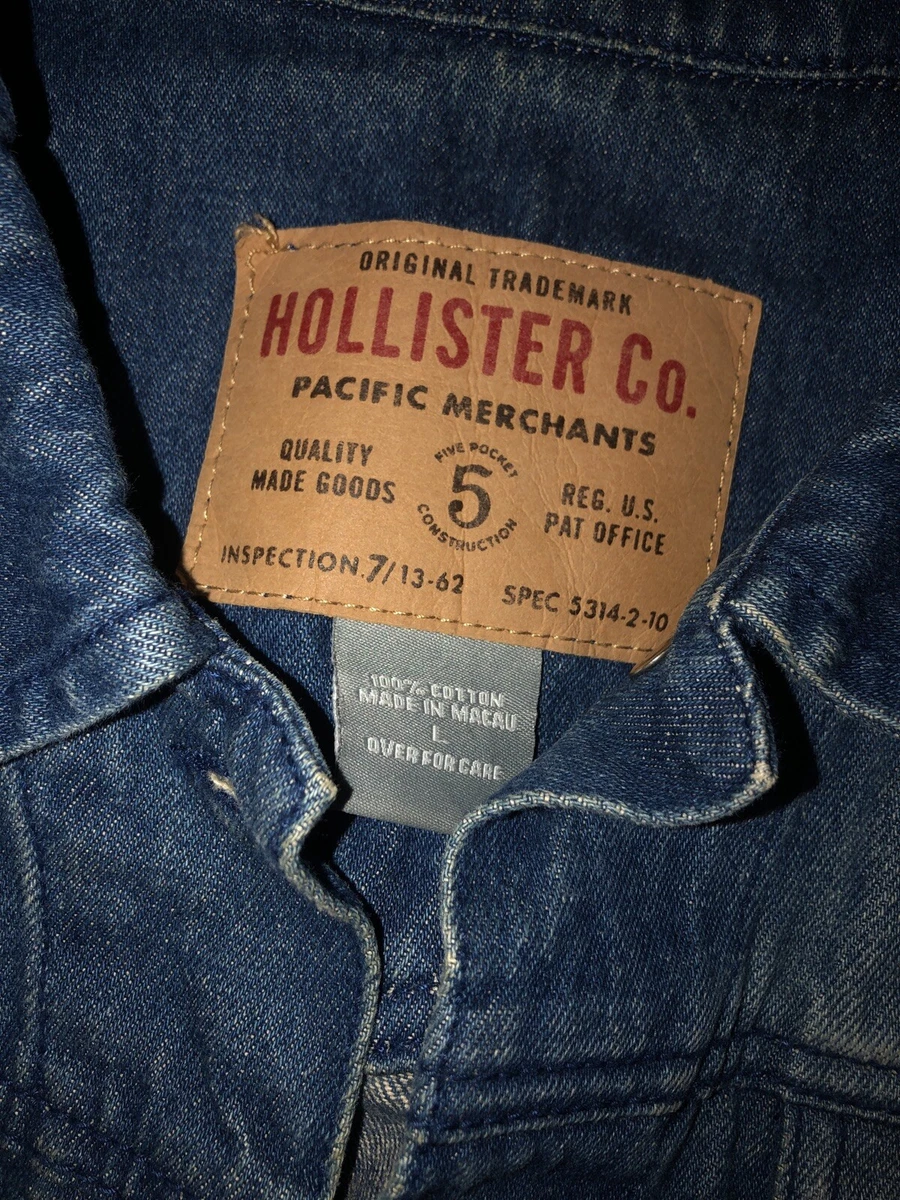 ORIGINAL TRADEMARK
HOLLISTER Co.
PACIFIC MERCHANTS
QUALITY
MADE GOODS
FIVE POCKET
5
CONSTRUCTION
REG. U.S.
PAT OFFICE
INSPECTION.7/13-62
SPEC 5314-2-10
100% COTTON
MADE IN MACAU
L
OVER FOR CARE